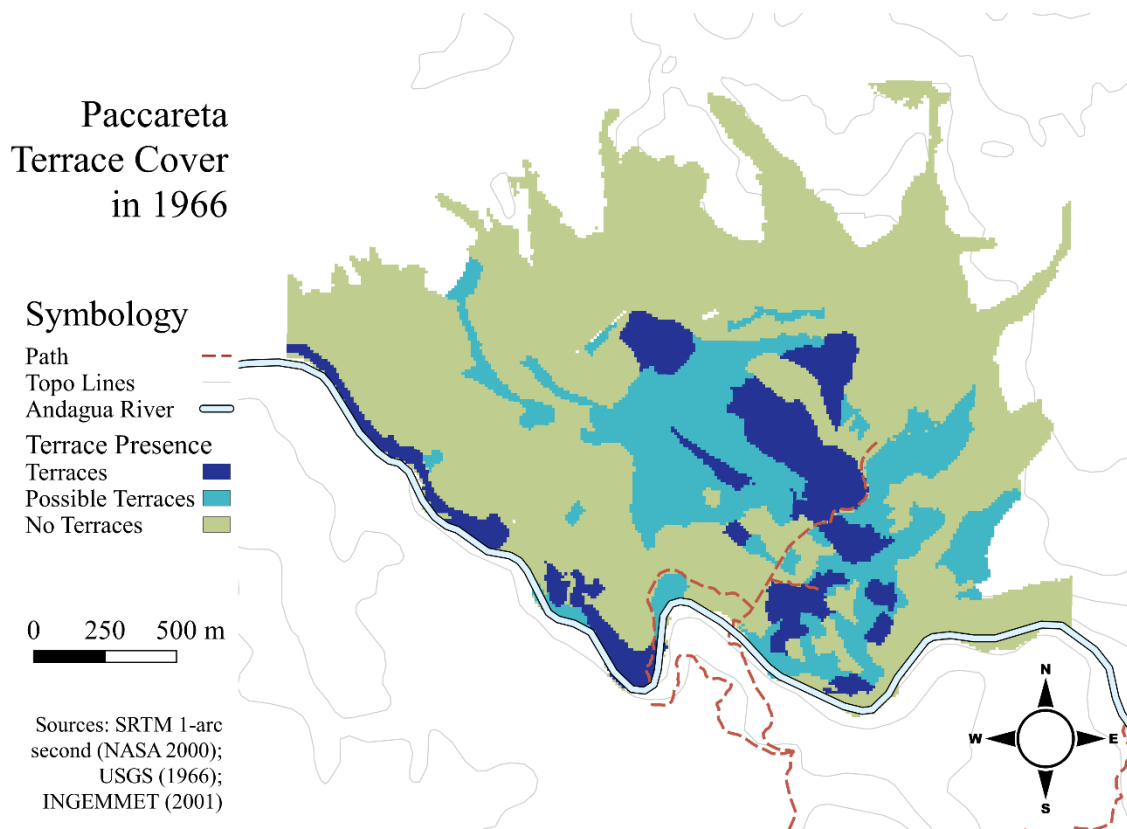 Paccareta
Terrace Cover
in 1966
Symbology
Path
Topo Lines
Andagua River
Terrace Presence
Terraces
Possible Terraces
No Terraces
0 250 500 m
Sources: SRTM 1-arc
second (NASA 2000);
USGS (1966);
INGEMMET (2001)
N
W E
S